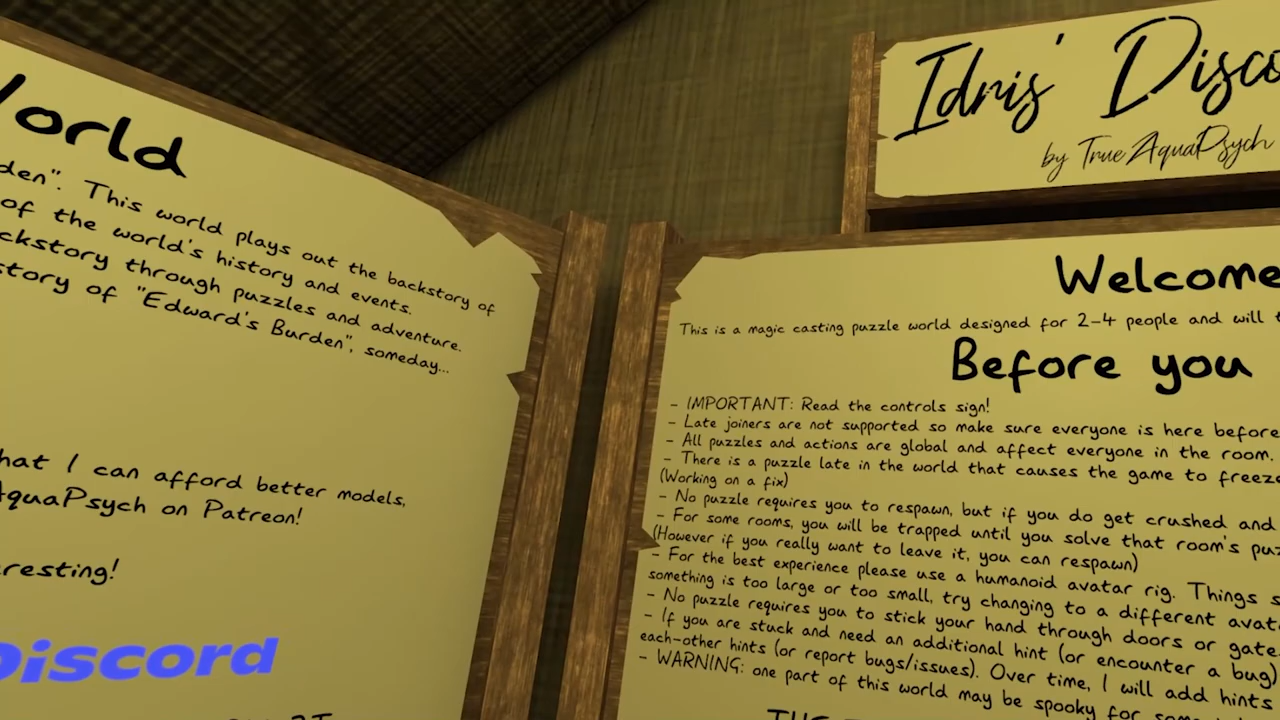 World
den". This world plays out the backstory of
of the world's history and events.
ckstory through puzzles and adventure.
story of "Edward's Burden", someday...
hat I can afford better models,
AquaPsych on Patreon!
eresting!
Discord
Idris' Disco
by TrueAquaPsych
Welcome
This is a magic casting puzzle world designed for 2-4 people and will t
Before you
- IMPORTANT: Read the controls sign!
- Late joiners are not supported so make sure everyone is here before
- All puzzles and actions are global and affect everyone in the room.
- There is a puzzle late in the world that causes the game to freeze
(Working on a fix)
- No puzzle requires you to respawn, but if you do get crushed and
- For some rooms, you will be trapped until you solve that room's puz
(However if you really want to leave it, you can respawn)
- For the best experience please use a humanoid avatar rig. Things s
something is too large or too small, try changing to a different avat
- No puzzle requires you to stick your hand through doors or gate
- If you are stuck and need an additional hint (or encounter a bug)
each-other hints (or report bugs/issues). Over time, I will add hints
- WARNING: one part of this world may be spooky for som